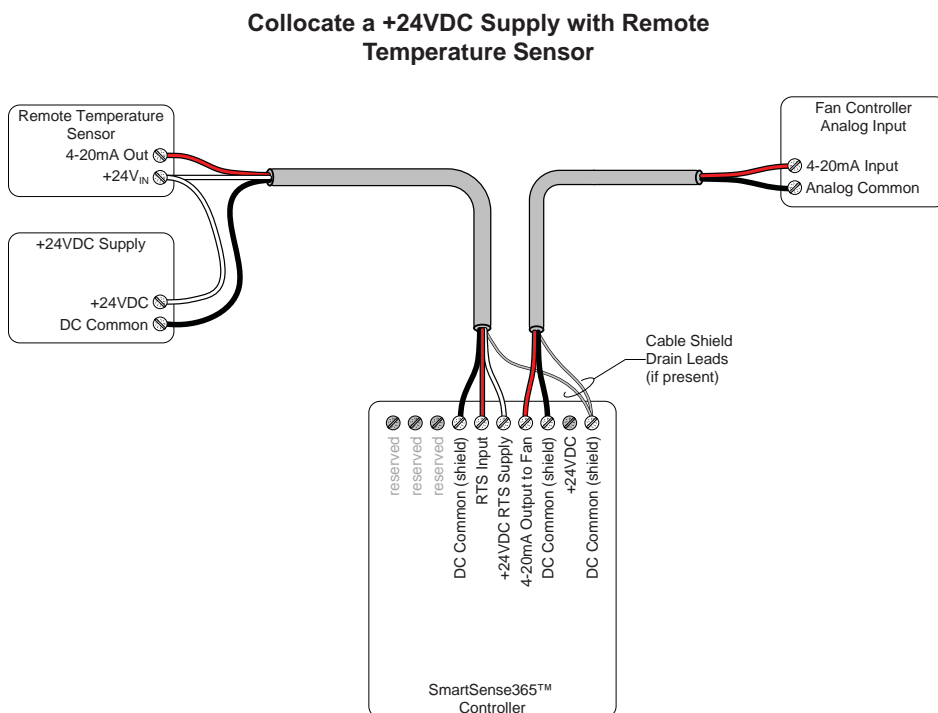 Collocate a +24VDC Supply with Remote
Temperature Sensor
Remote Temperature
Sensor
4-20mA Out
+24VIN
+24VDC Supply
+24VDC
DC Common
Fan Controller
Analog Input
4-20mA Input
Analog Common
Cable Shield
Drain Leads
(if present)
reserved
reserved
reserved
DC Common (shield)
RTS Input
+24VDC RTS Supply
4-20mA Output to Fan
DC Common (shield)
+24VDC
DC Common (shield)
SmartSense365™
Controller